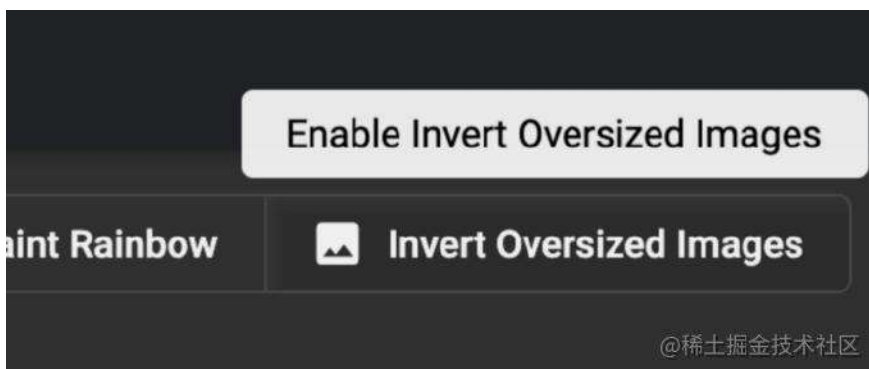 Enable Invert Oversized Images
aint Rainbow
Invert Oversized Images
@稀土掘金技术社区